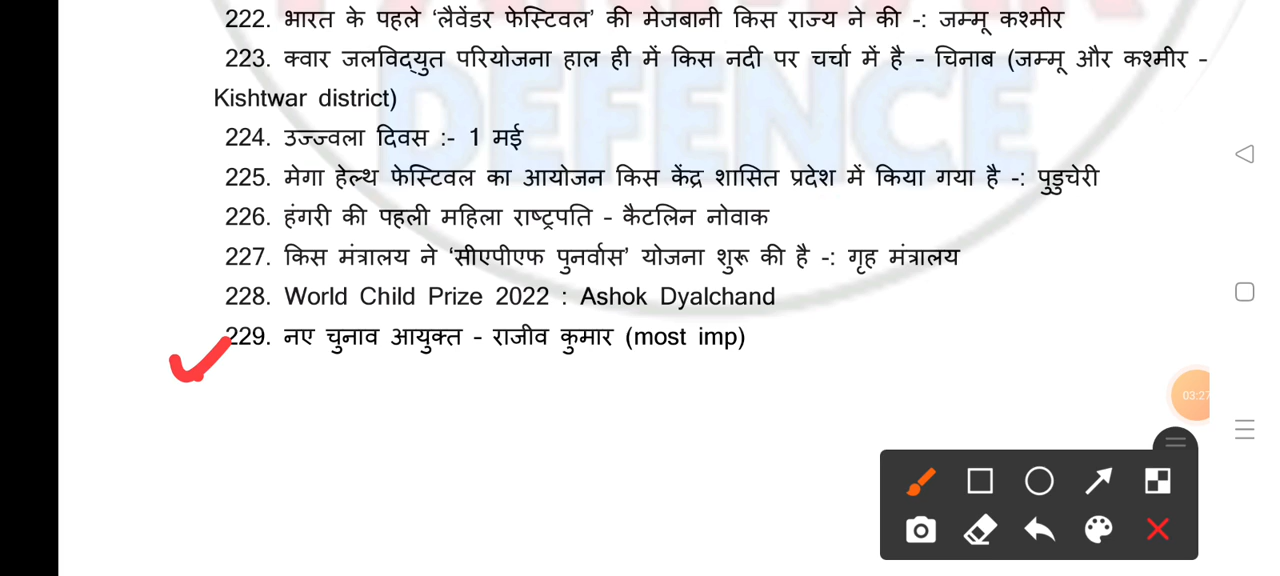 222. भारत के पहले ‘लैवेंडर फेस्टिवल’ की मेजबानी किस राज्य ने की -: जम्मू कश्मीर
223. क्वार जलविद्युत परियोजना हाल ही में किस नदी पर चर्चा में है - चिनाब (जम्मू और कश्मीर -
Kishtwar district)
224. उज्ज्वला दिवस :- 1 मई
225. मेगा हेल्थ फेस्टिवल का आयोजन किस केंद्र शासित प्रदेश में किया गया है -: पुडुचेरी
226. हंगरी की पहली महिला राष्ट्रपति - कैटलिन नोवाक
227. किस मंत्रालय ने ‘सीएपीएफ पुनर्वास’ योजना शुरू की है -: गृह मंत्रालय
228. World Child Prize 2022 : Ashok Dyalchand
229. नए चुनाव आयुक्त - राजीव कुमार (most imp)
DEFENCE
03:27